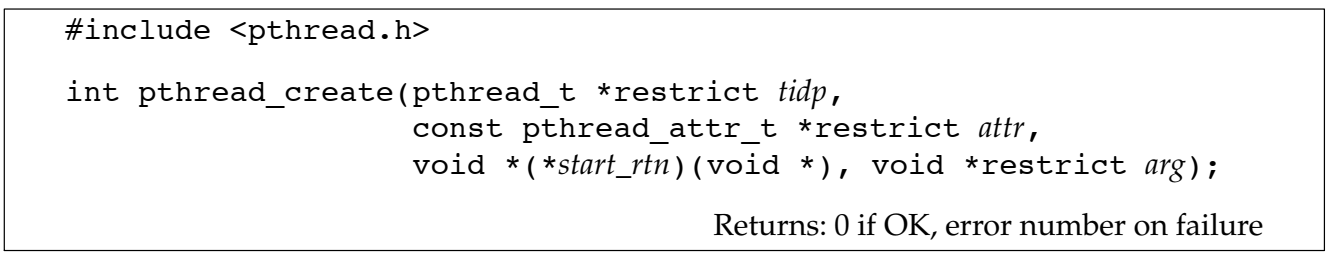 #include <pthread.h>
int pthread_create(pthread_t *restrict tidp,
const pthread_attr_t *restrict attr,
void *(*start_rtn)(void *), void *restrict arg);
Returns: 0 if OK, error number on failure